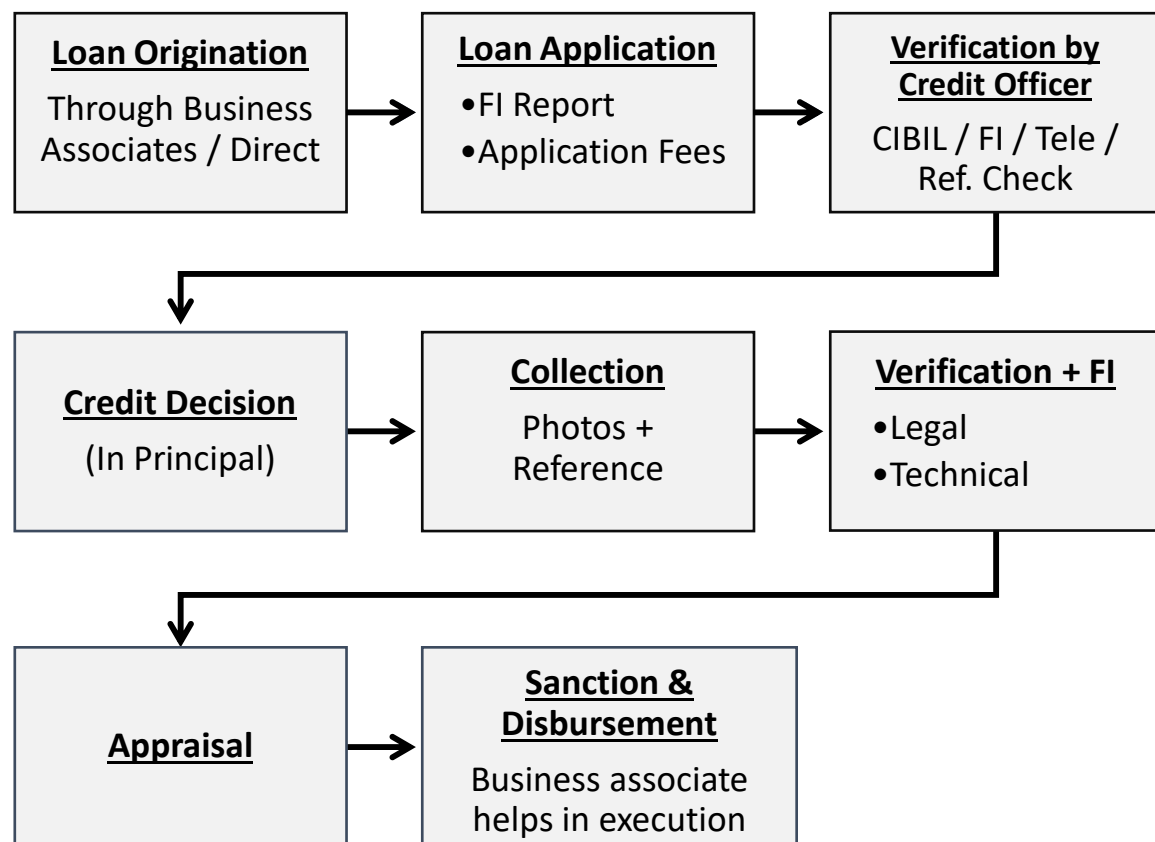 Loan Origination
Through Business
Associates / Direct
Loan Application
•FI Report
•Application Fees
Verification by
Credit Officer
CIBIL / FI / Tele /
Ref. Check
Credit Decision
(In Principal)
Collection
Photos +
Reference
Verification + FI
•Legal
•Technical
Appraisal
Sanction &
Disbursement
Business associate
helps in execution